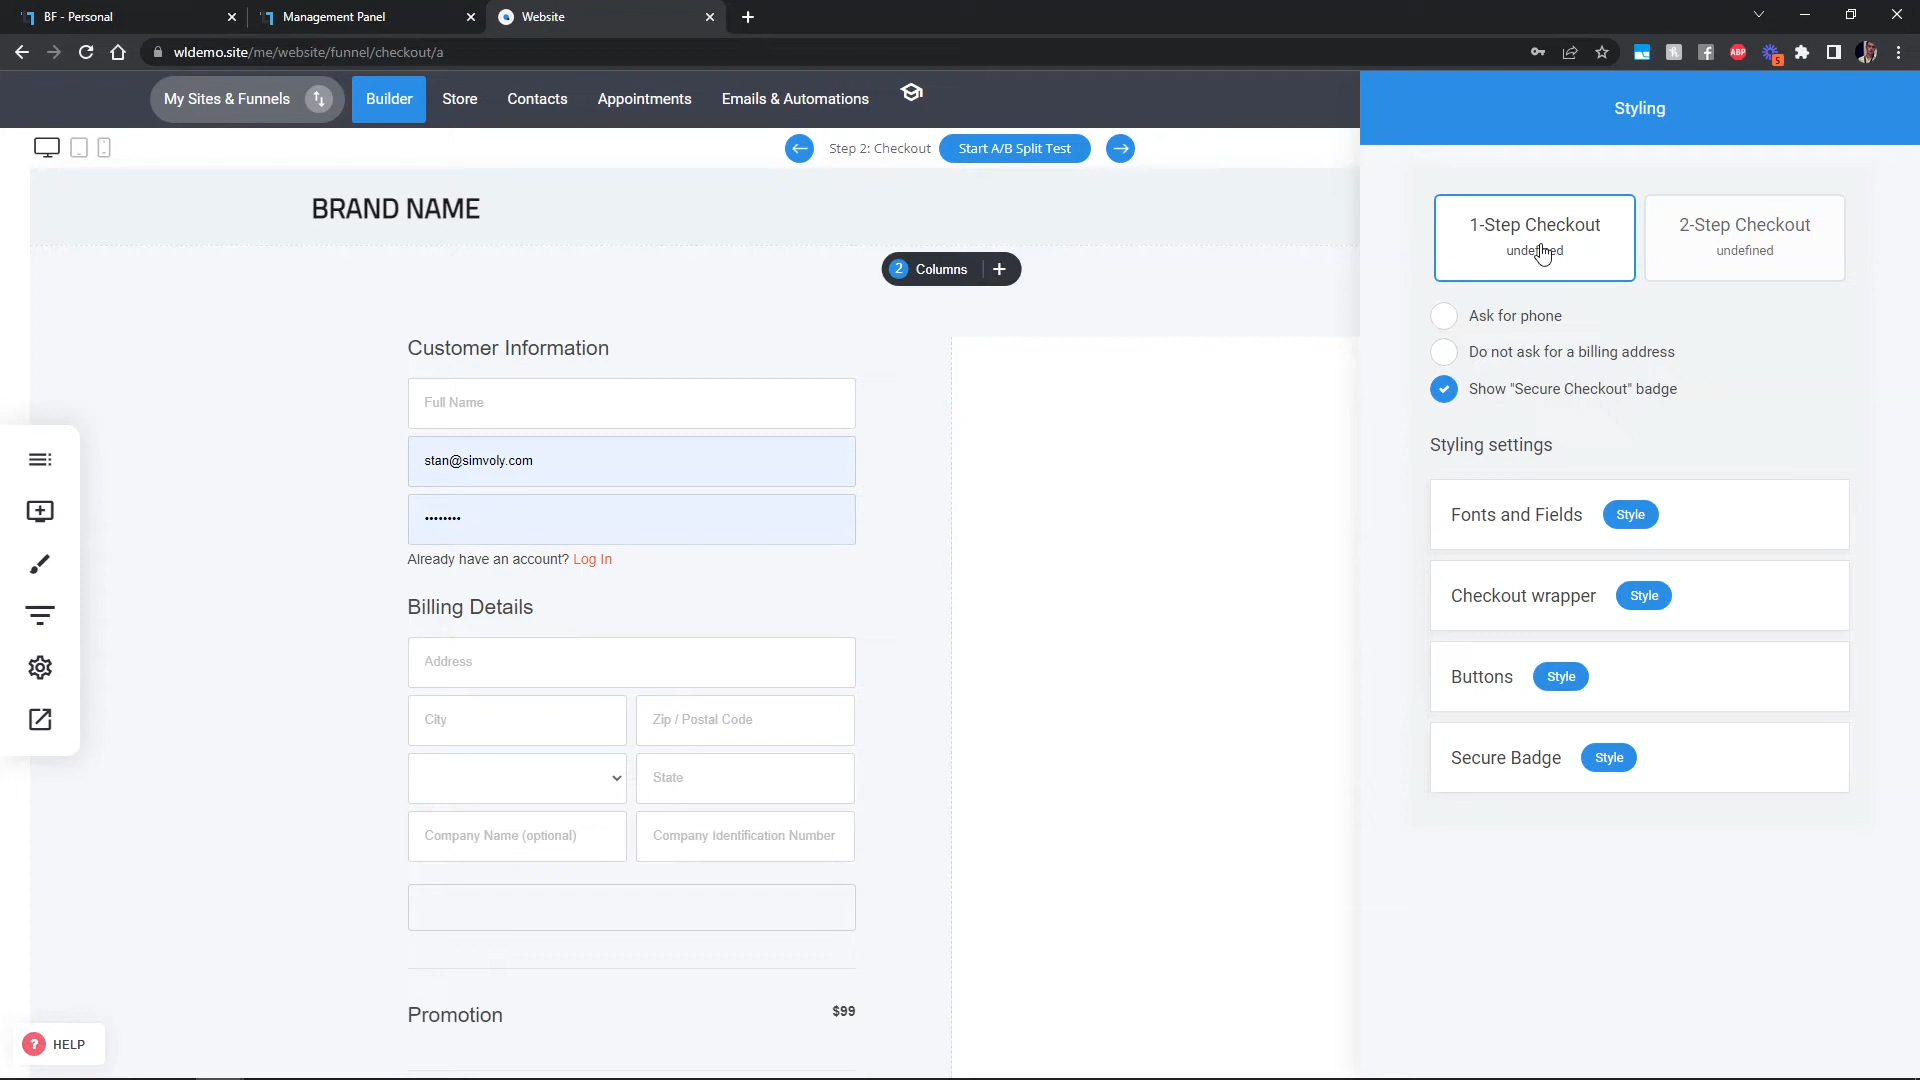 BF - Personal
Management Panel
Website
wldemo.site/me/website/funnel/checkout/a
ABP
5
My Sites & Funnels
Builder
Store
Contacts
Appointments
Emails & Automations
Styling
Step 2: Checkout
Start A/B Split Test
BRAND NAME
2 Columns +
1-Step Checkout
undefined
2-Step Checkout
undefined
Ask for phone
Do not ask for a billing address
Show "Secure Checkout" badge
Styling settings
Fonts and Fields
Style
Checkout wrapper
Style
Buttons
Style
Secure Badge
Style
Customer Information
Full Name
stan@simvoly.com
••••••••
Already have an account? Log In
Billing Details
Address
City
Zip / Postal Code
State
Company Name (optional)
Company Identification Number
Promotion
$99
? HELP